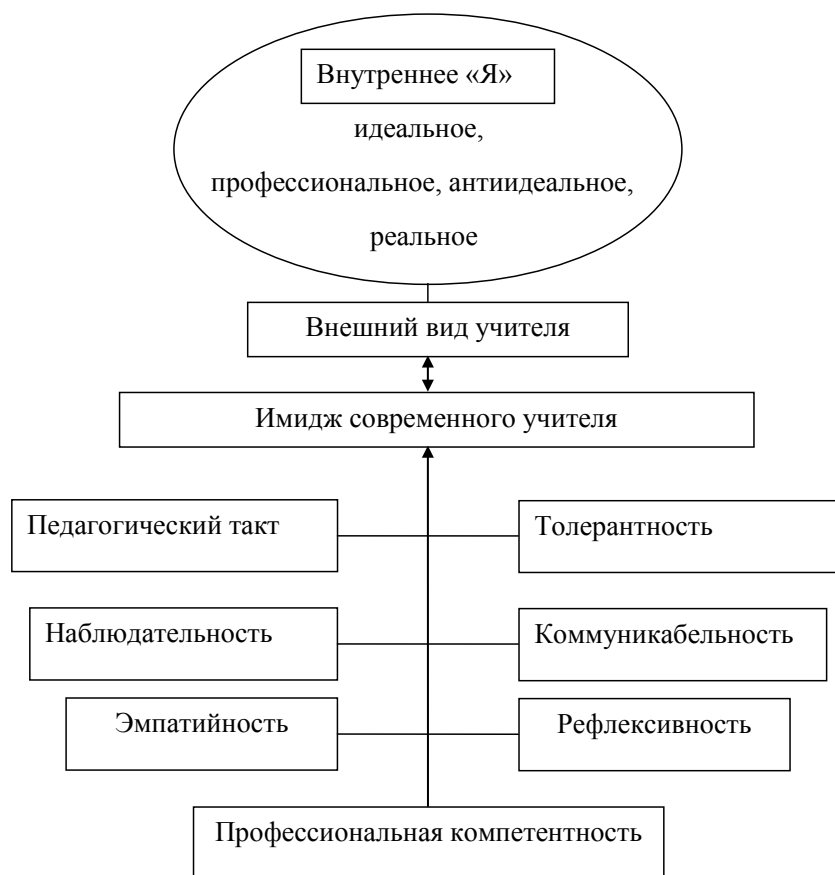 Внутреннее «Я»
идеальное,
профессиональное, антиидеальное,
реальное
Внешний вид учителя
Имидж современного учителя
Педагогический такт
Толерантность
Наблюдательность
Коммуникабельность
Эмпатийность
Рефлексивность
Профессиональная компетентность